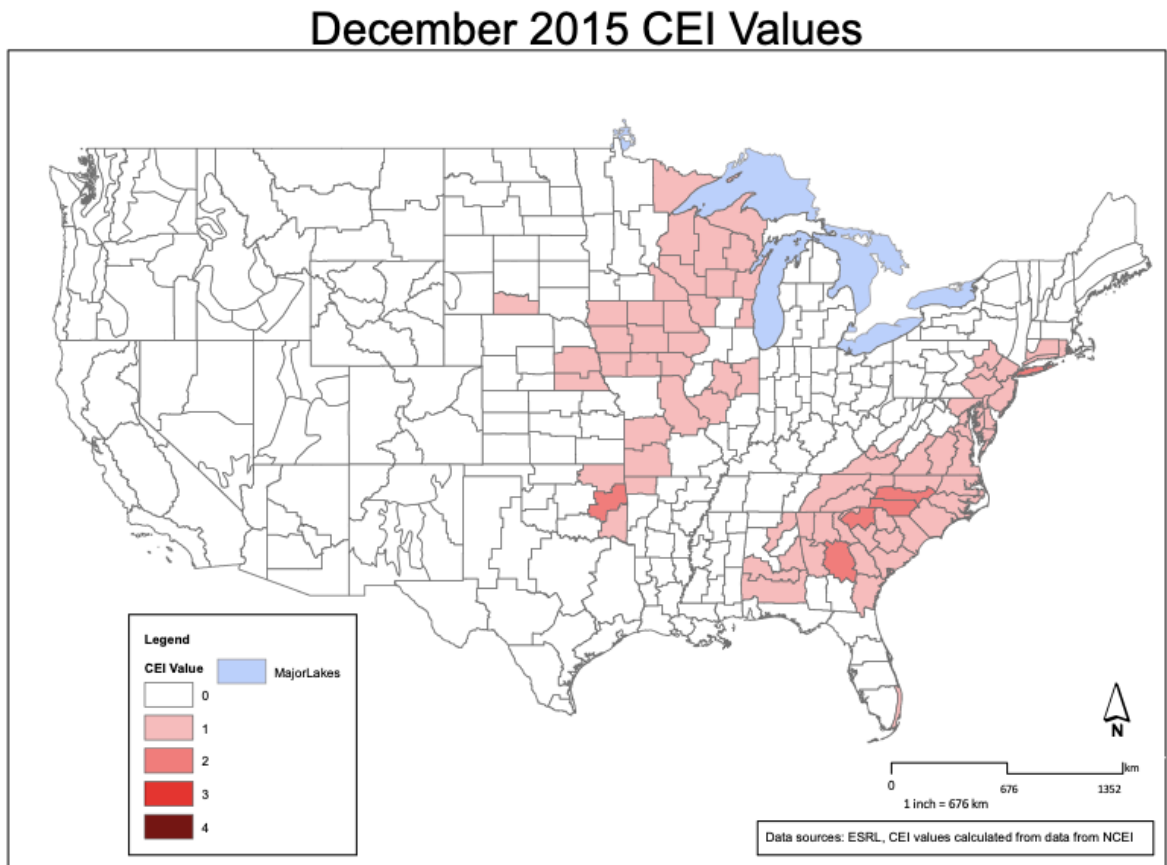 December 2015 CEI Values
Legend
CEI Value
MajorLakes
0
1
2
3
4
N
km
0
676
1352
1 inch = 676 km
Data sources: ESRL, CEI values calculated from data from NCEI